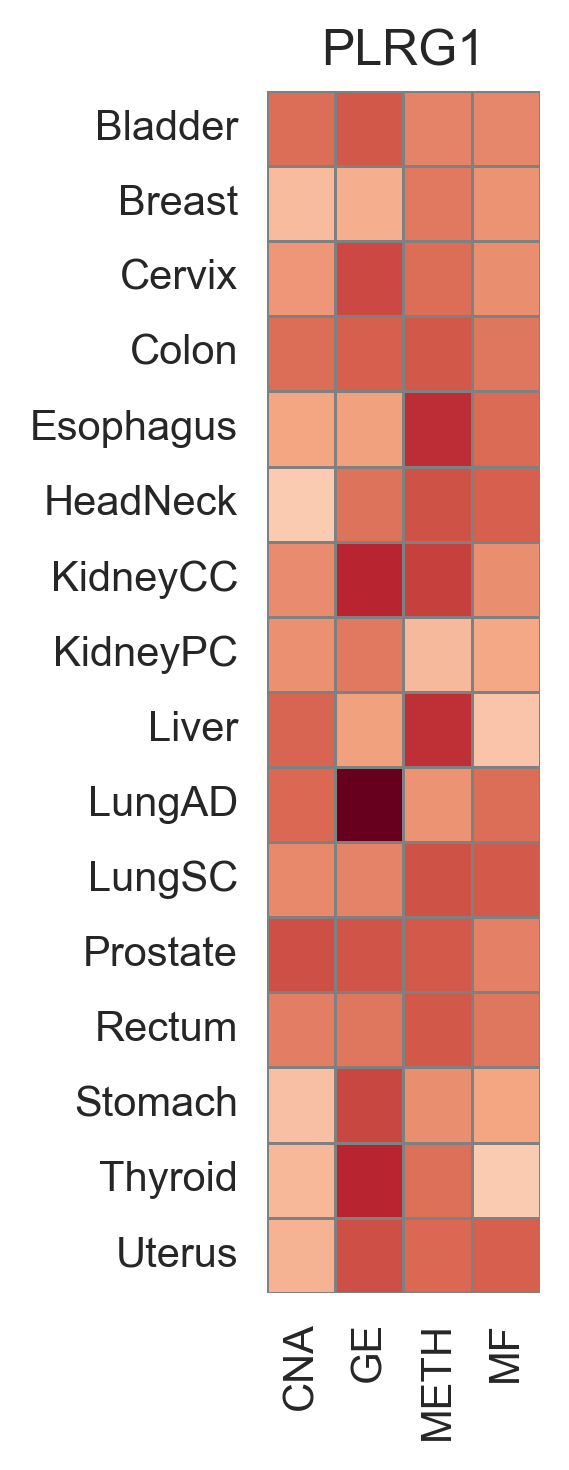 PLRG1
Bladder
Breast
Cervix
Colon
Esophagus
HeadNeck
KidneyCC
KidneyPC
Liver
LungAD
LungSC
Prostate
Rectum
Stomach
Thyroid
Uterus
CNA
GE
METH
MF